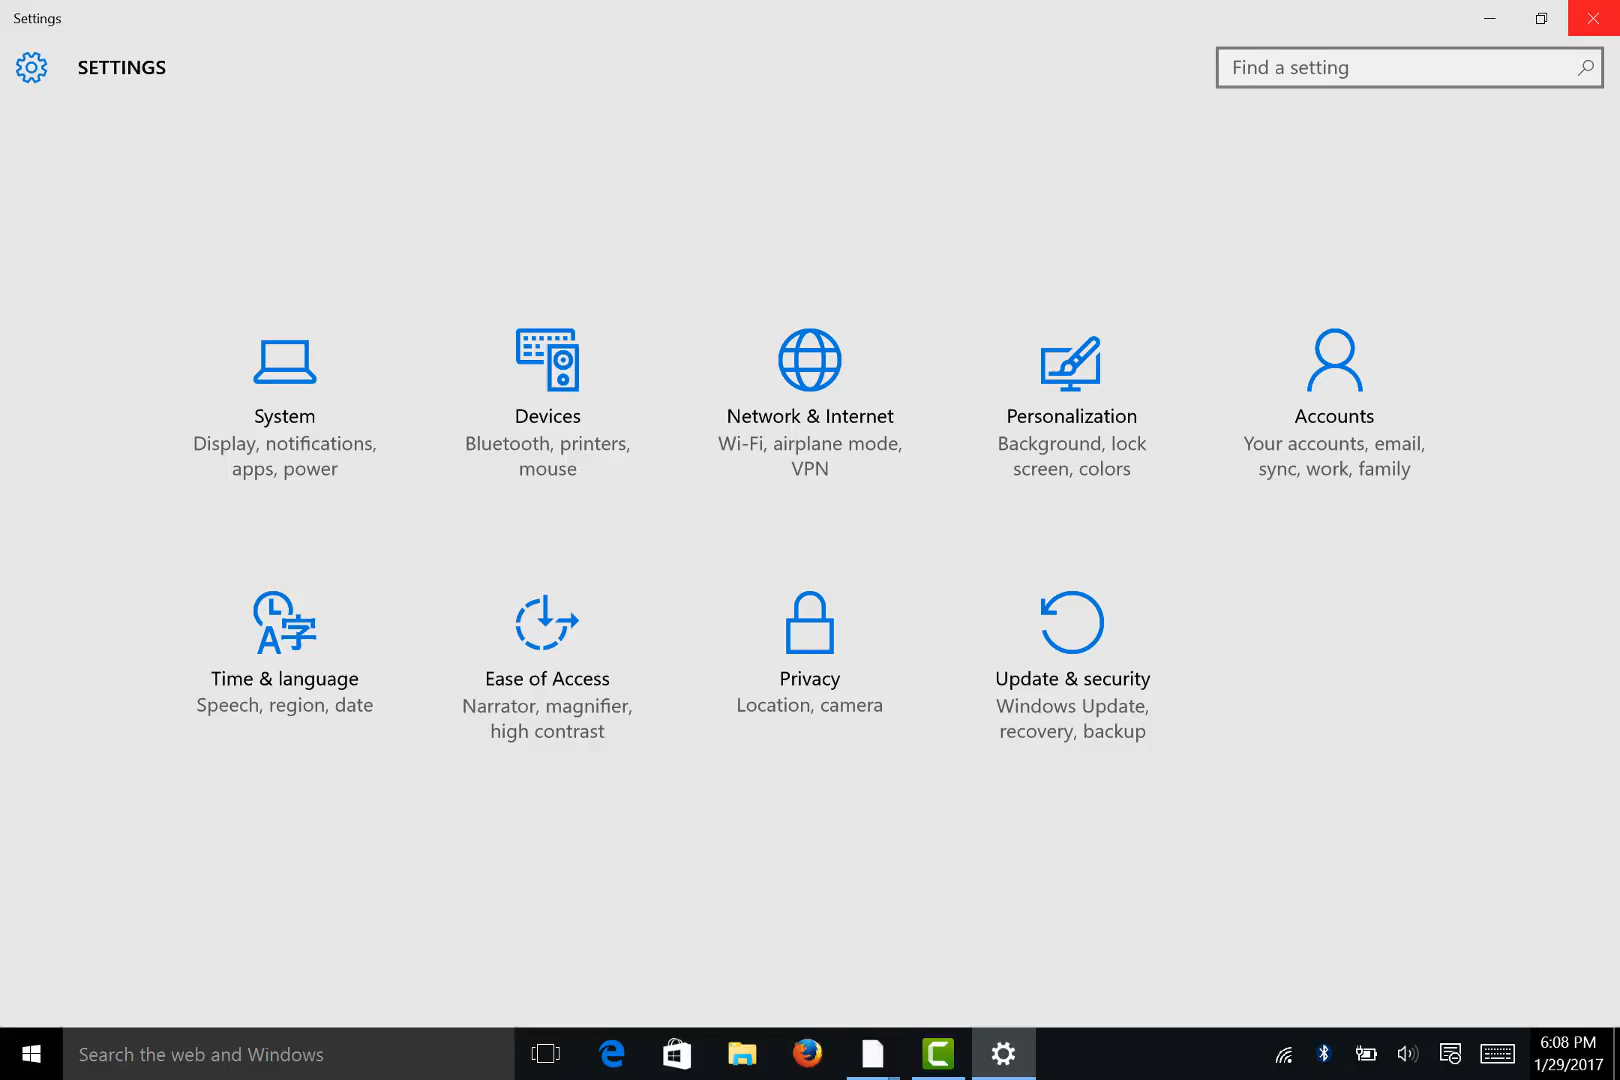 Settings
SETTINGS
Find a setting
System
Display, notifications,
apps, power
Devices
Bluetooth, printers,
mouse
Network & Internet
Wi-Fi, airplane mode,
VPN
Personalization
Background, lock
screen, colors
Accounts
Your accounts, email,
sync, work, family
A字
Time & language
Speech, region, date
Ease of Access
Narrator, magnifier,
high contrast
Privacy
Location, camera
Update & security
Windows Update,
recovery, backup
Search the web and Windows
6:08 PM
1/29/2017